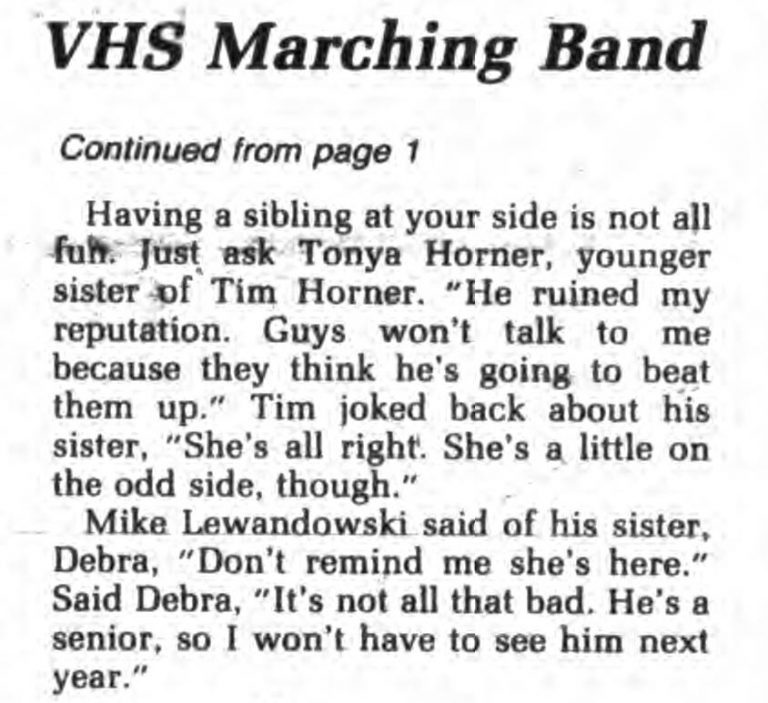 VHS Marching Band
Continued from page 1
Having a sibling at your side is not all
fun. Just ask Tonya Horner, younger
sister of Tim Horner. "He ruined my
reputation. Guys won't talk to me
because they think he's going to beat
them up." Tim joked back about his
sister, "She's all right. She's a little on
the odd side, though."
Mike Lewandowski said of his sister,
Debra, "Don't remind me she's here."
Said Debra, "It's not all that bad. He's a
senior, so I won't have to see him next
year."